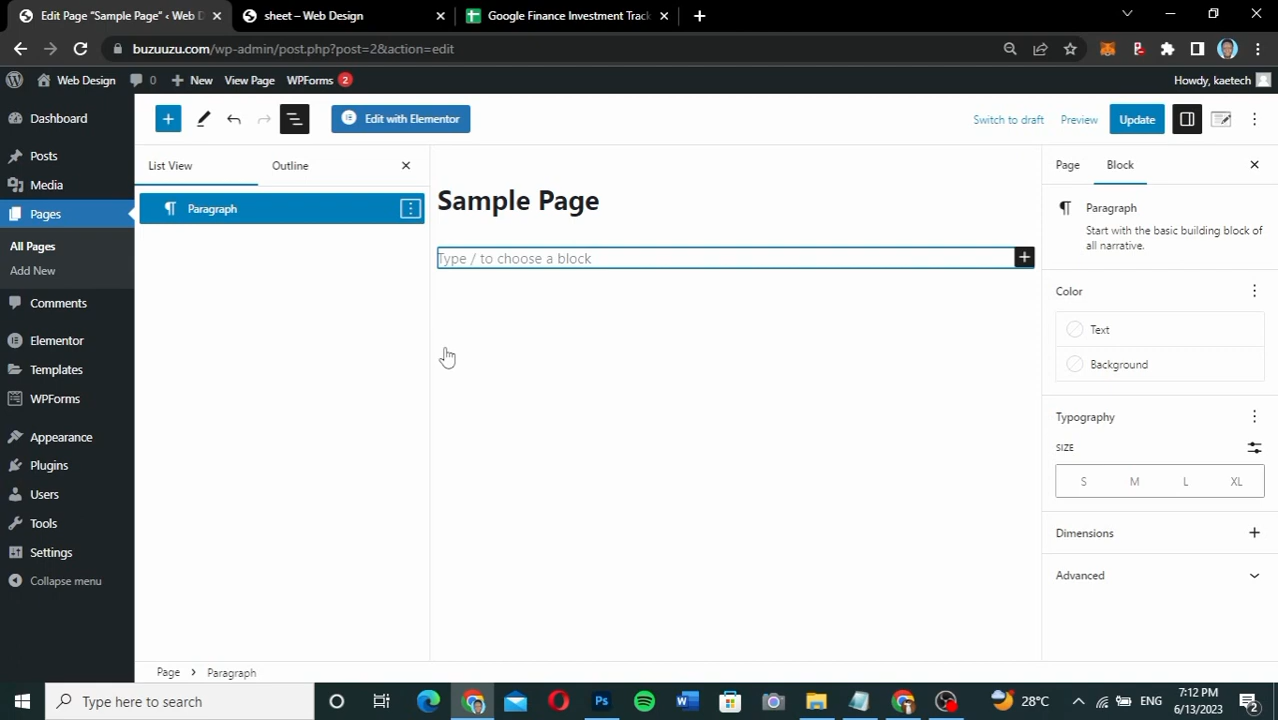 Edit Page “Sample Page” ‹ Web D
sheet – Web Design
Google Finance Investment Track
buzuuzu.com/wp-admin/post.php?post=2&action=edit
Web Design
0
New
View Page
WPForms
2
Howdy, kaetech
Dashboard
Posts
Media
Pages
All Pages
Add New
Comments
Elementor
Templates
WPForms
Appearance
Plugins
Users
Tools
Settings
Collapse menu
Edit with Elementor
Switch to draft
Preview
Update
List View
Outline
Paragraph
Sample Page
Type / to choose a block
Page
Block
Paragraph
Start with the basic building block of
all narrative.
Color
Text
Background
Typography
SIZE
S
M
L
XL
Dimensions
Advanced
Page
Paragraph
Type here to search
28°C
ENG
7:12 PM
6/13/2023
2